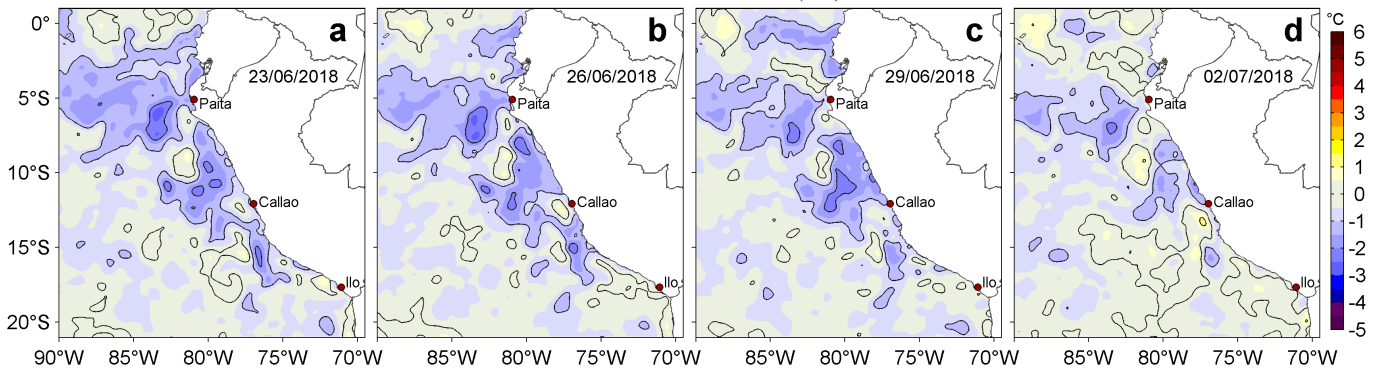 a b c d °C
0° 6
23/06/2018 26/06/2018 29/06/2018 02/07/2018 5
4
5°S Paita Paita Paita Paita 3
2
10°S 1
0
Callao Callao Callao Callao -1
15°S -2
-3
Ilo Ilo Ilo Ilo
20°S -4
-5
90°W 85°W 80°W 75°W 70°W 85°W 80°W 75°W 70°W 85°W 80°W 75°W 70°W 85°W 80°W 75°W 70°W